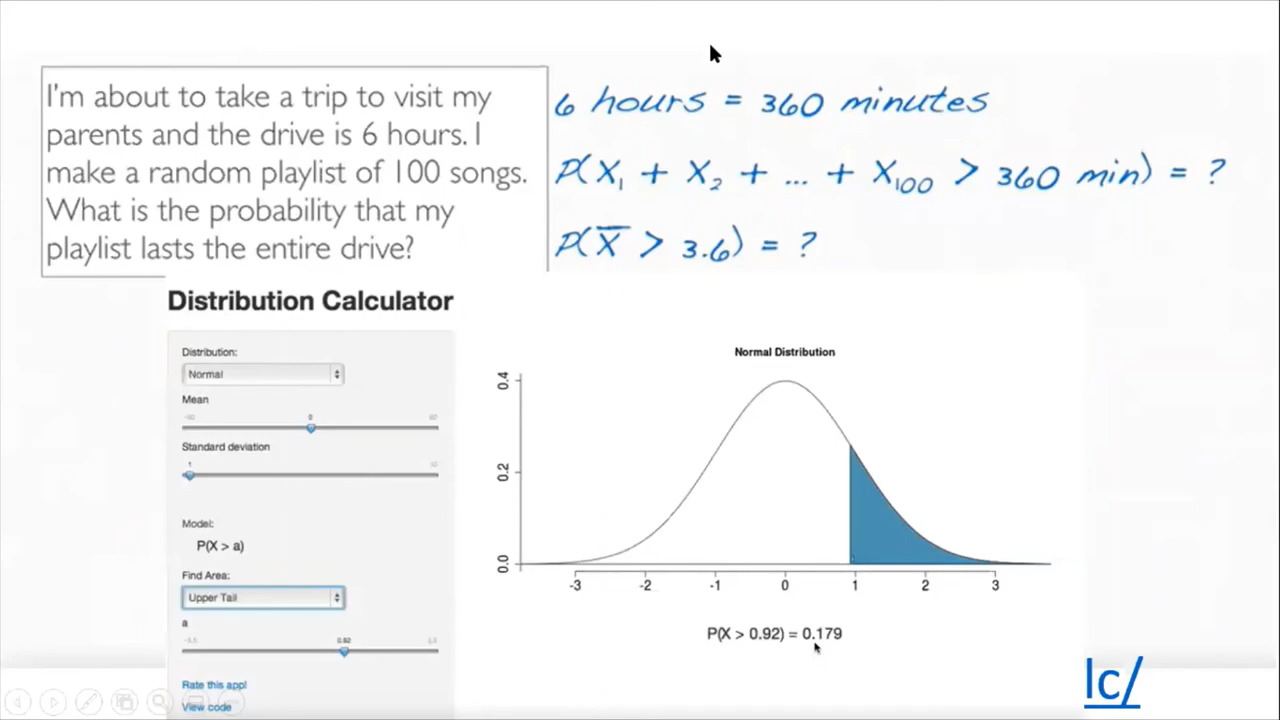 I'm about to take a trip to visit my
parents and the drive is 6 hours. I
make a random playlist of 100 songs.
What is the probability that my
playlist lasts the entire drive?
6 hours = 360 minutes
P(X₁ + X₂ + ... + X₁₀₀ > 360 min) = ?
P(X̄ > 3.6) = ?
Distribution Calculator
Distribution:
Normal
Mean
0
Standard deviation
1
Model:
P(X > a)
Find Area:
Upper Tail
a
0.92
Rate this app!
View code
Normal Distribution
0.4
0.2
0.0
-3 -2 -1 0 1 2 3
P(X > 0.92) = 0.179
lc/